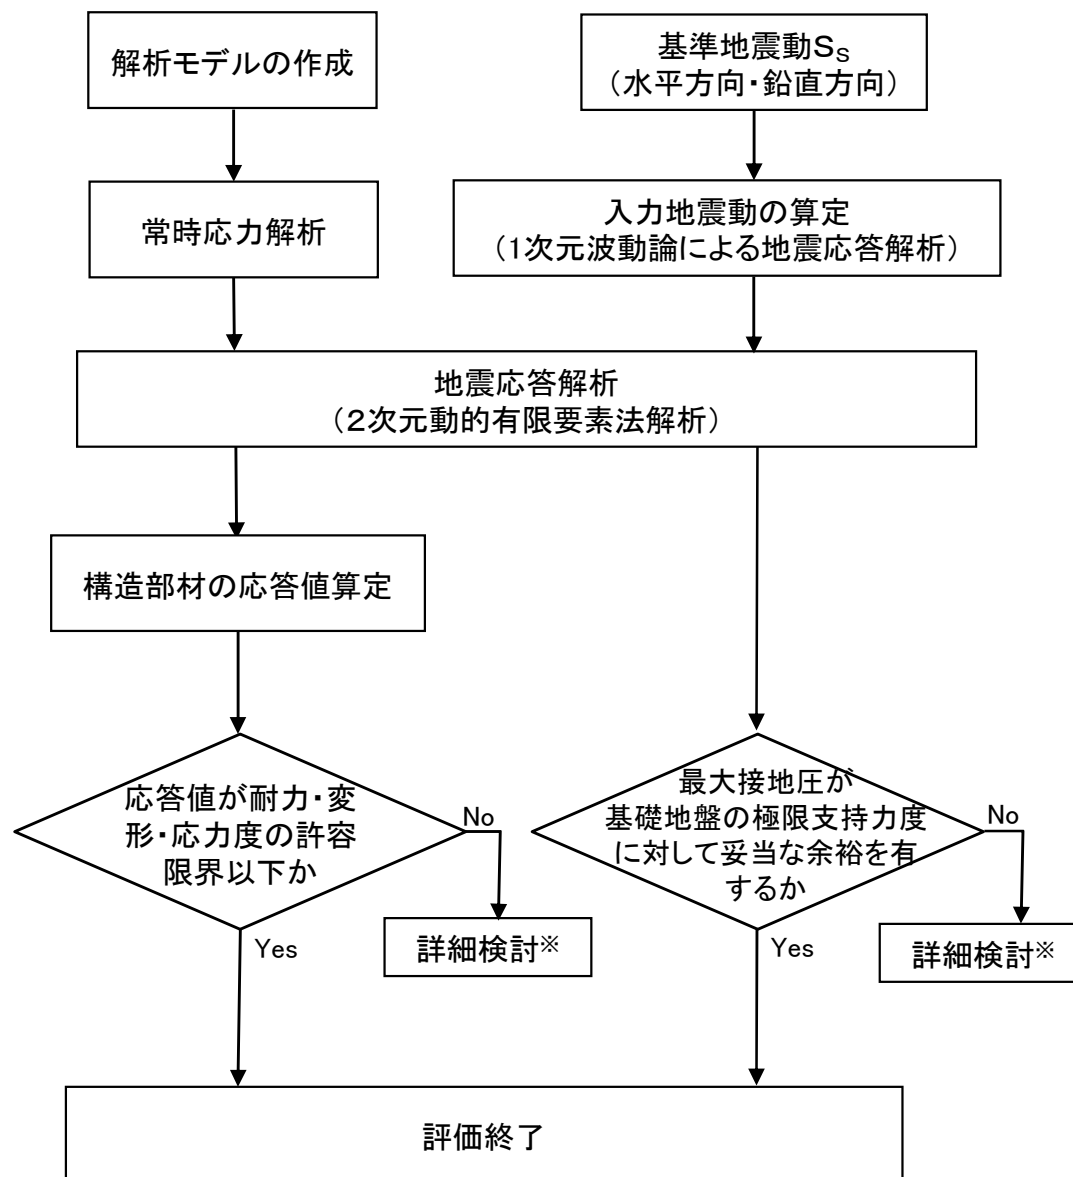 解析モデルの作成
基準地震動SS
（水平方向・鉛直方向）
常時応力解析
入力地震動の算定
（1次元波動論による地震応答解析）
地震応答解析
（２次元動的有限要素法解析）
構造部材の応答値算定
応答値が耐力・変
形・応力度の許容
限界以下か
No
最大接地圧が
基礎地盤の極限支持力度
に対して妥当な余裕を有
するか
No
詳細検討※
Yes
詳細検討※
Yes
評価終了